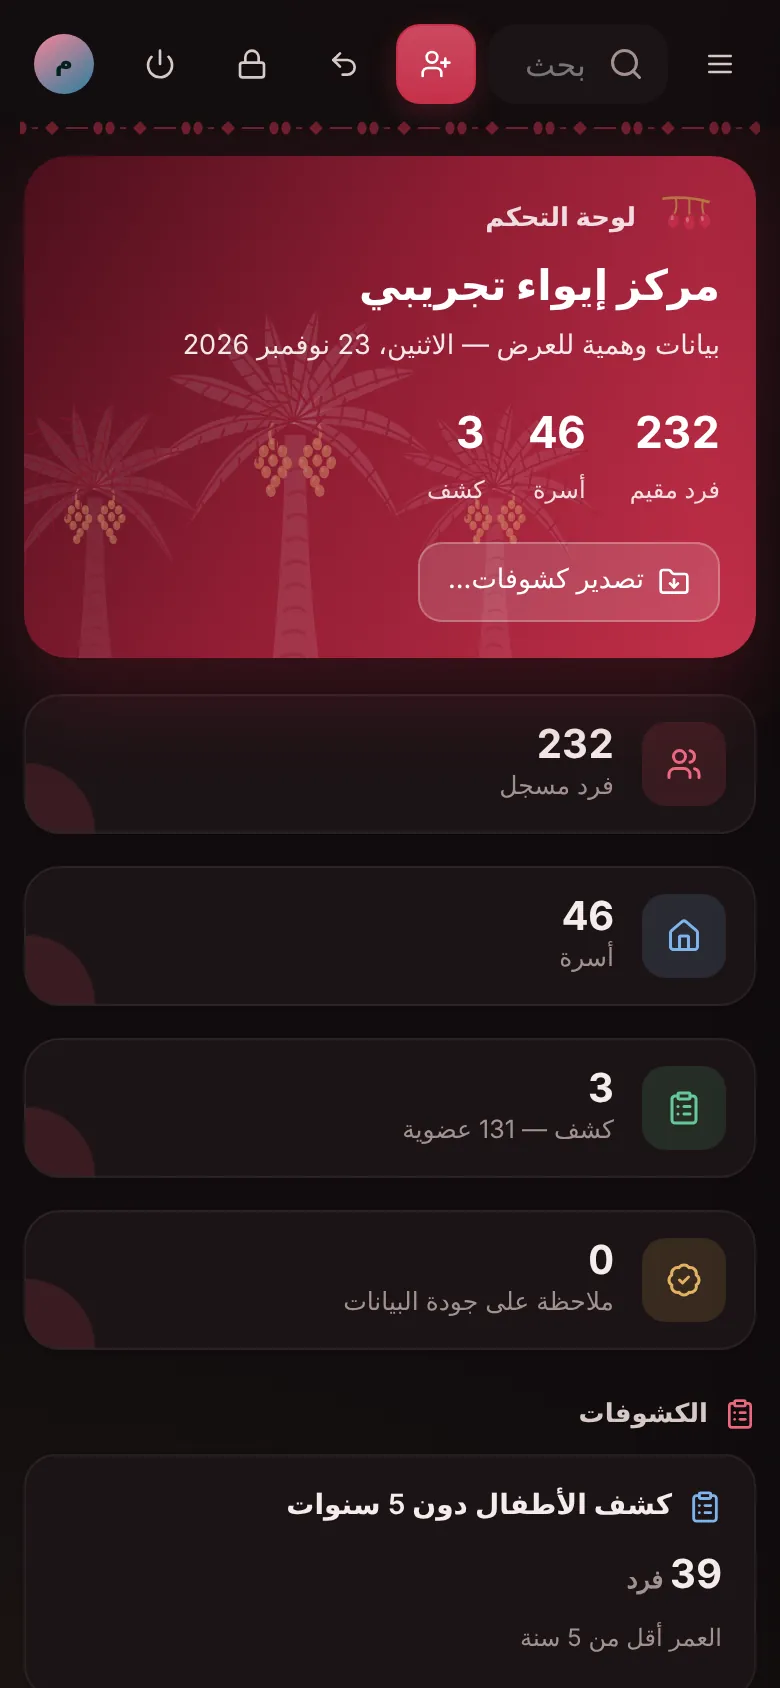 بحث
م
لوحة التحكم
مركز إيواء تجريبي
بيانات وهمية للعرض — الاثنين، 23 نوفمبر 2026
232 46 3
فرد مقيم أسرة كشف
تصدير كشوفات...
232
فرد مسجل
46
أسرة
3
كشف — 131 عضوية
0
ملاحظة على جودة البيانات
الكشوفات
كشف الأطفال دون 5 سنوات
39 فرد
العمر أقل من 5 سنة